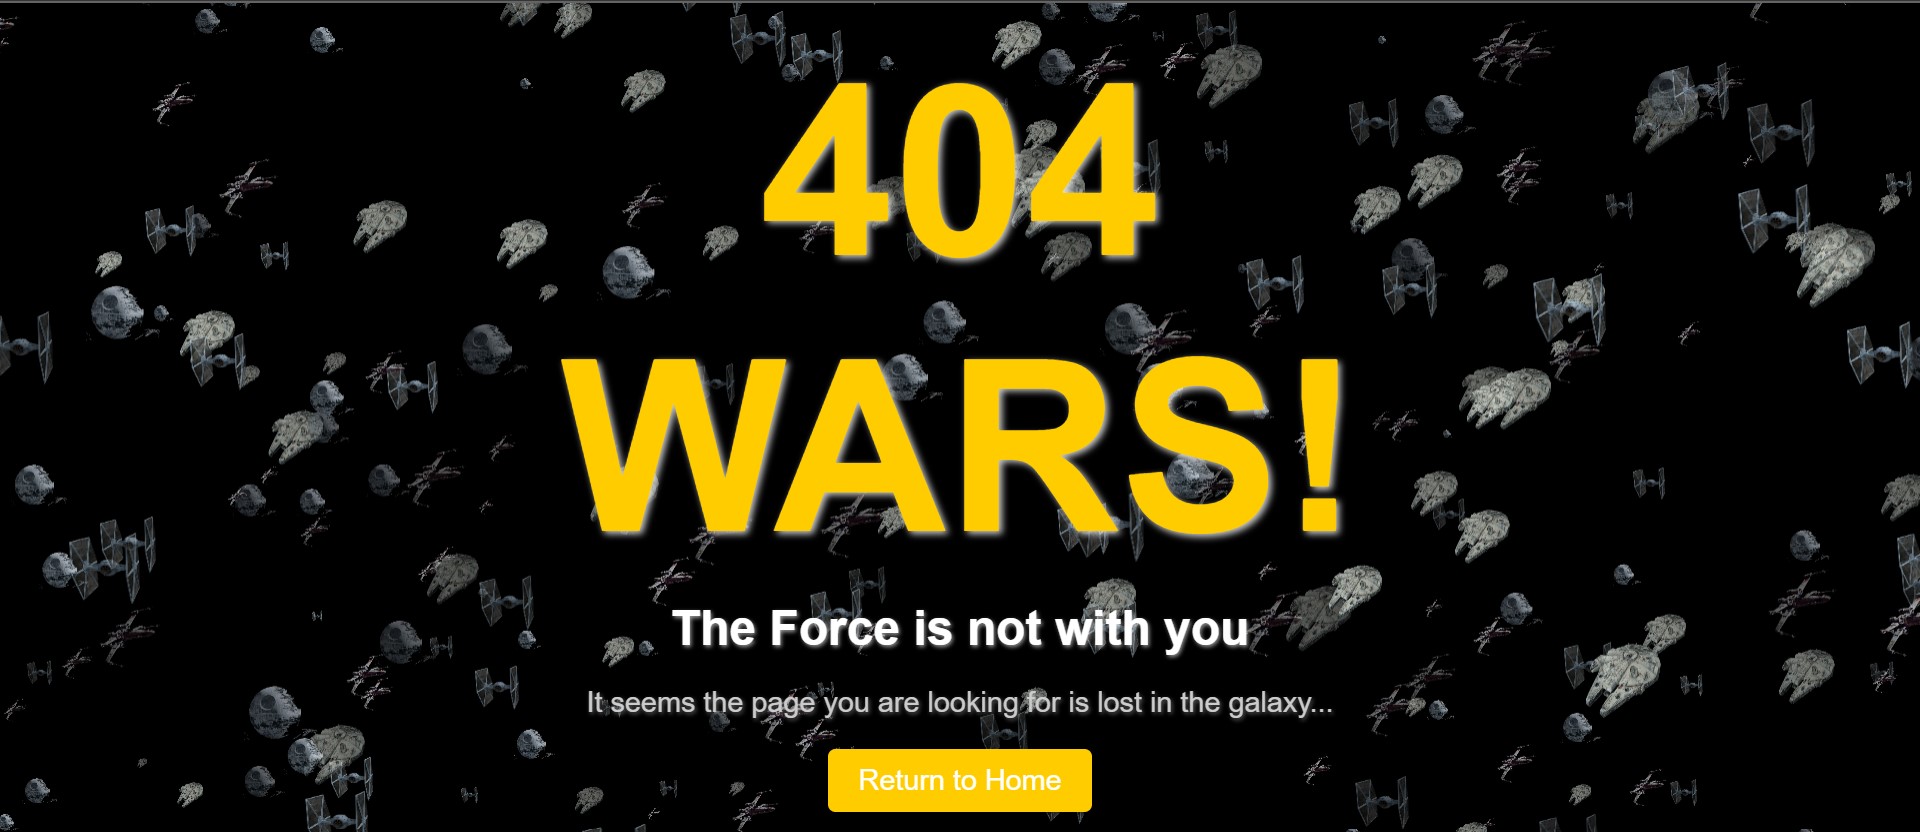 404
WARS!
The Force is not with you
It seems the page you are looking for is lost in the galaxy...
Return to Home